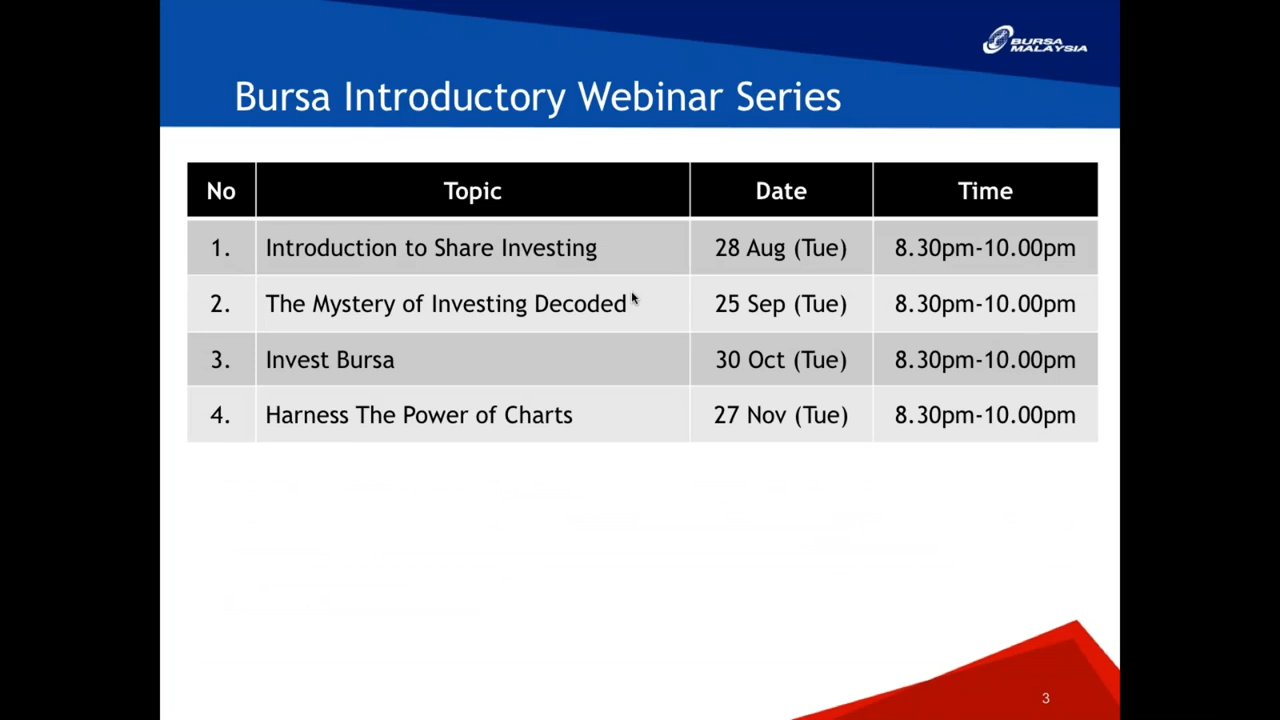 BURSA
MALAYSIA
Bursa Introductory Webinar Series
No Topic Date Time
1. Introduction to Share Investing 28 Aug (Tue) 8.30pm-10.00pm
2. The Mystery of Investing Decoded 25 Sep (Tue) 8.30pm-10.00pm
3. Invest Bursa 30 Oct (Tue) 8.30pm-10.00pm
4. Harness The Power of Charts 27 Nov (Tue) 8.30pm-10.00pm
3